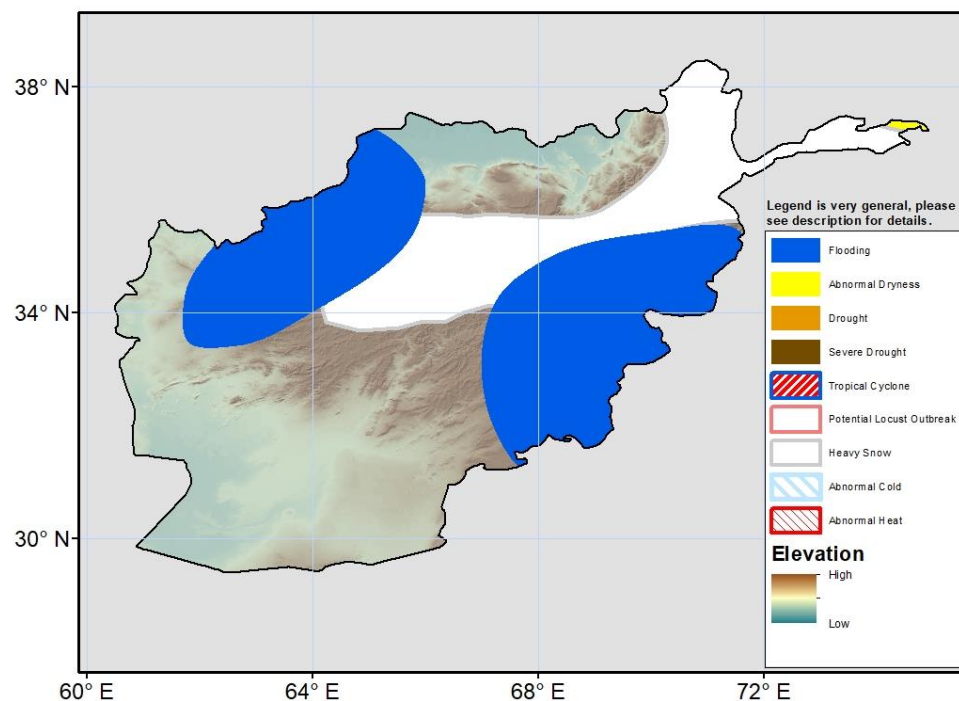 38° N
34° N
30° N
60° E
64° E
68° E
72° E
Legend is very general, please
see description for details.
Flooding
Abnormal Dryness
Drought
Severe Drought
Tropical Cyclone
Potential Locust Outbreak
Heavy Snow
Abnormal Cold
Abnormal Heat
Elevation
High
Low